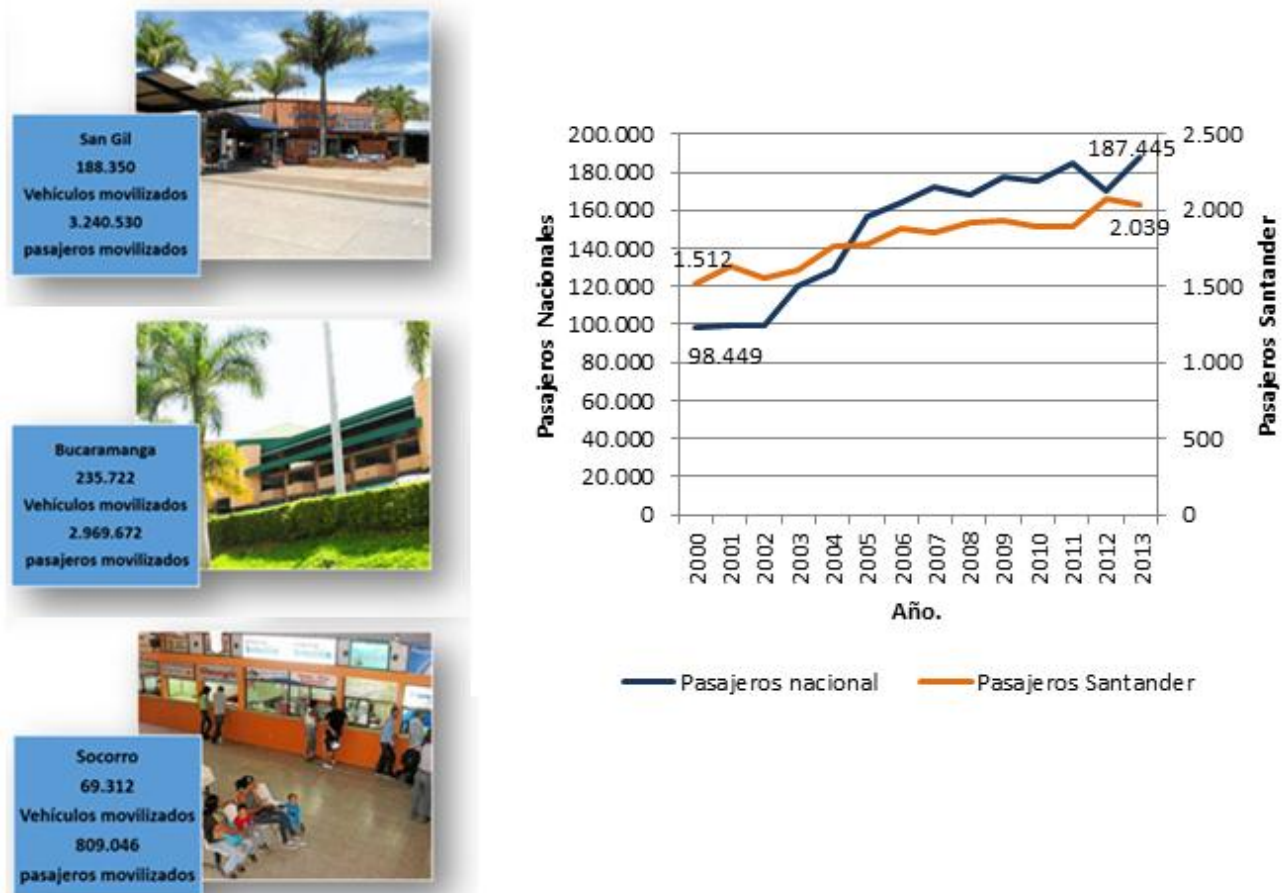 San Gil
188.350
Vehículos movilizados
3.240.530
pasajeros movilizados
Bucaramanga
235.722
Vehículos movilizados
2.969.672
pasajeros movilizados
Socorro
69.312
Vehículos movilizados
809.046
pasajeros movilizados
Pasajeros Nacionales
200.000
180.000
160.000
140.000
120.000
100.000
80.000
60.000
40.000
20.000
0
187.445
2.039
1.512
98.449
2.500
2.000
1.500
1.000
500
0
Pasajeros Santander
2000
2001
2002
2003
2004
2005
2006
2007
2008
2009
2010
2011
2012
2013
Año.
Pasajeros nacional
Pasajeros Santander